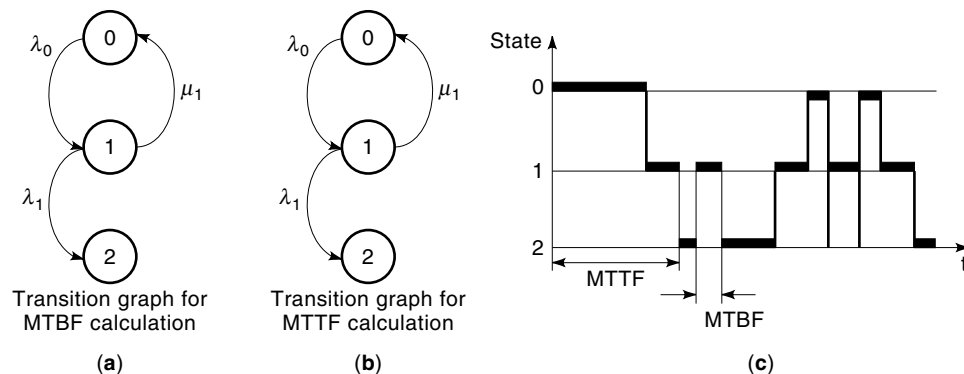 0
λ0
μ1
1
λ1
2
Transition graph for
MTBF calculation
(a)
0
λ0
μ1
1
λ1
2
Transition graph for
MTTF calculation
(b)
State
0
1
2
t
MTTF
MTBF
(c)